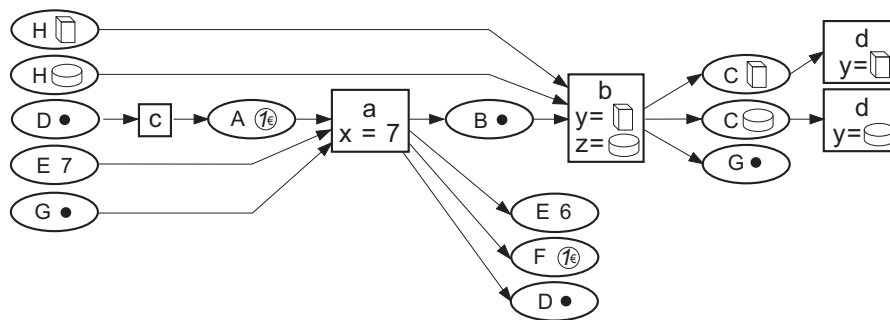 H
H
D ●
E 7
G ●
c
A 1€
a
x = 7
B ●
E 6
F 1€
D ●
b
y=
z=
C
C
G ●
d
y=
d
y=